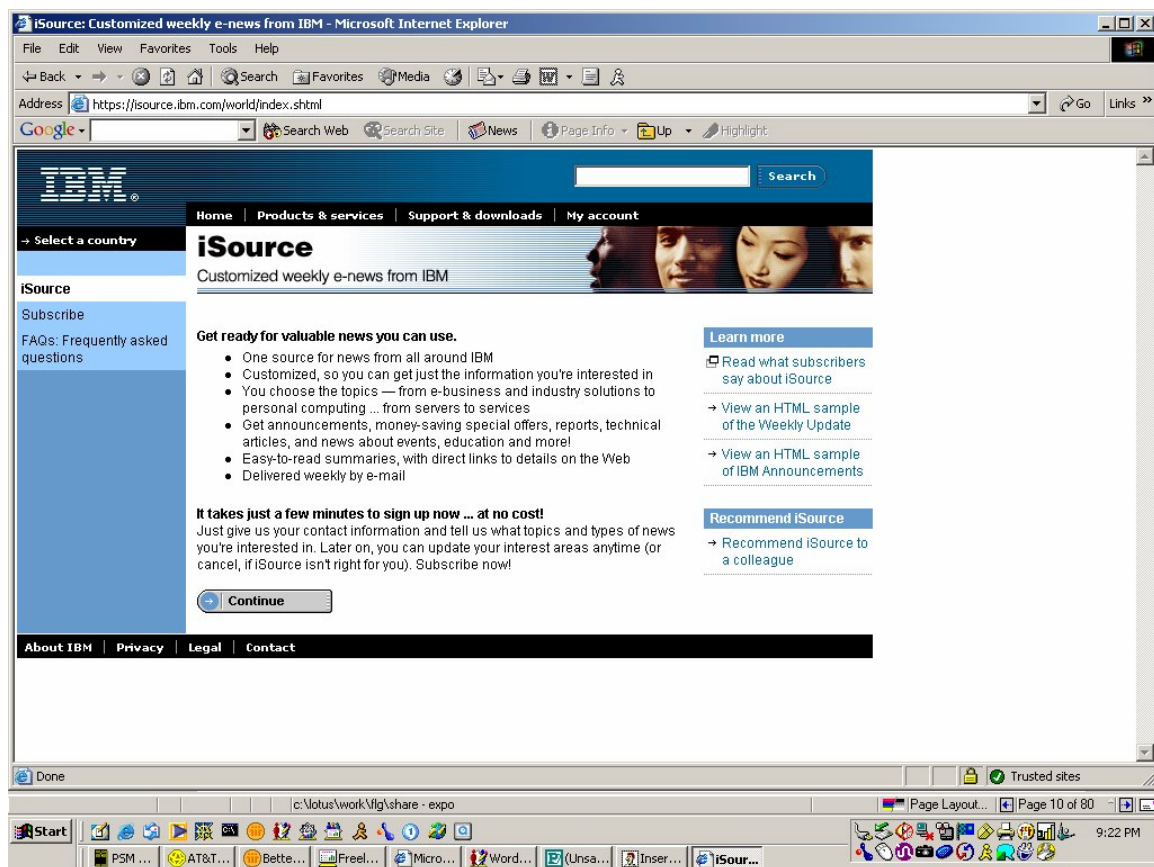 iSource: Customized weekly e-news from IBM - Microsoft Internet Explorer
File Edit View Favorites Tools Help
Back Search Favorites Media
Address https://isource.ibm.com/world/index.shtml Go Links »
Google Search Web Search Site News Page Info Up Highlight
IBM® Search
Home | Products & services | Support & downloads | My account
→ Select a country
iSource
Customized weekly e-news from IBM
iSource
Subscribe
FAQs: Frequently asked
questions
Get ready for valuable news you can use.
• One source for news from all around IBM
• Customized, so you can get just the information you're interested in
• You choose the topics — from e-business and industry solutions to
personal computing ... from servers to services
• Get announcements, money-saving special offers, reports, technical
articles, and news about events, education and more!
• Easy-to-read summaries, with direct links to details on the Web
• Delivered weekly by e-mail
It takes just a few minutes to sign up now ... at no cost!
Just give us your contact information and tell us what topics and types of news
you're interested in. Later on, you can update your interest areas anytime (or
cancel, if iSource isn't right for you). Subscribe now!
Continue
Learn more
Read what subscribers
say about iSource
→ View an HTML sample
of the Weekly Update
→ View an HTML sample
of IBM Announcements
Recommend iSource
→ Recommend iSource to
a colleague
About IBM | Privacy | Legal | Contact
Done Trusted sites
c:\lotus\work\flg\share - expo Page Layout... Page 10 of 80
Start 9:22 PM
PSM ... AT&T... Bette... Freel... Micro... Word... (Unsa... Inser... iSour...